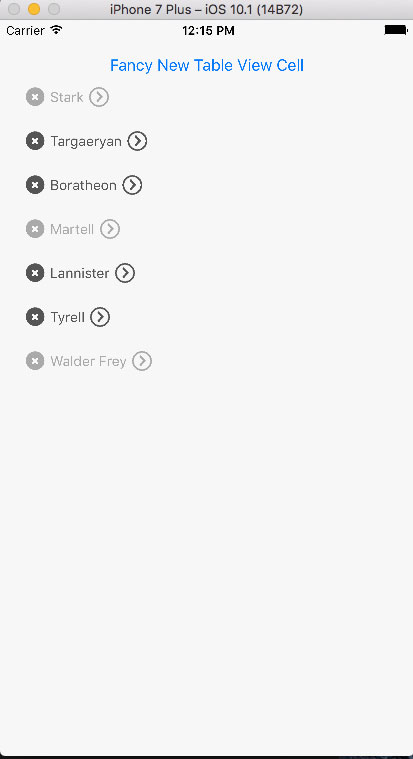 iPhone 7 Plus – iOS 10.1 (14B72)
Carrier 12:15 PM
Fancy New Table View Cell
Stark
Targaeryan
Boratheon
Martell
Lannister
Tyrell
Walder Frey